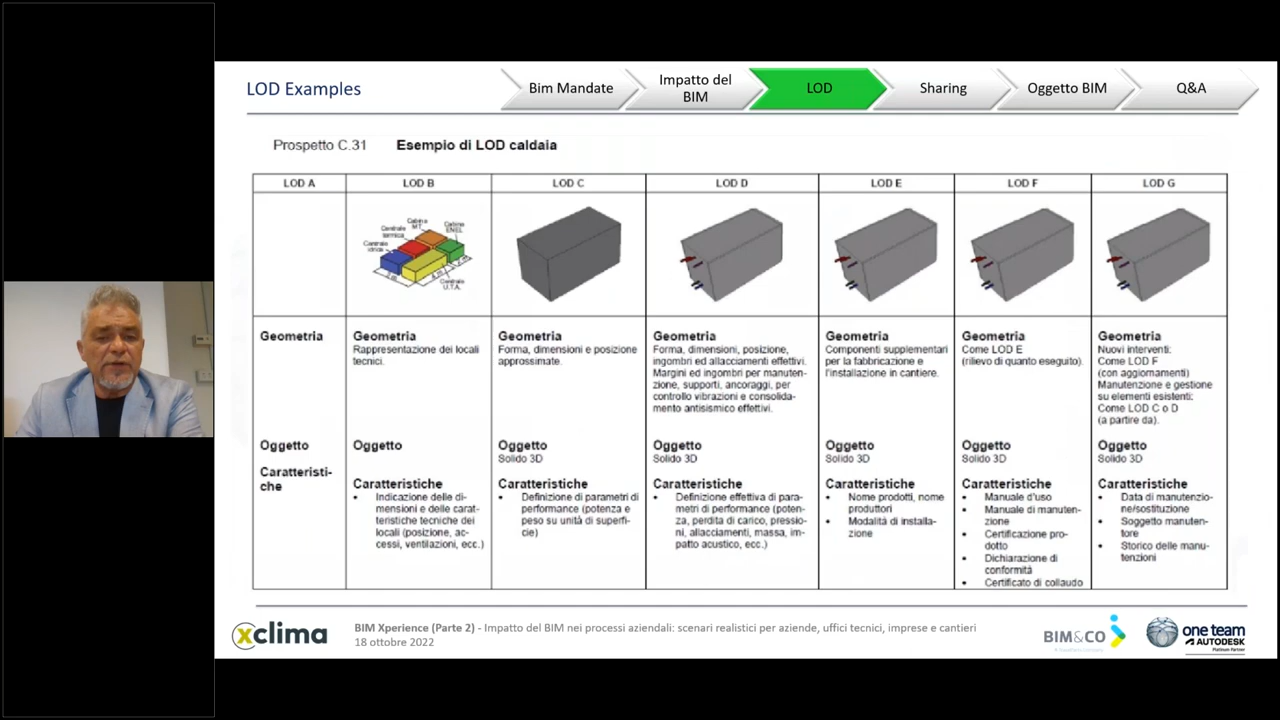 LOD Examples
Bim Mandate
Impatto del
BIM
LOD
Sharing
Oggetto BIM
Q&A
Prospetto C.31 Esempio di LOD caldaia
LOD A
LOD B
LOD C
LOD D
LOD E
LOD F
LOD G
Cabina
M.T.
Cabina
ENEL
Centrale
termica
Centrale
idrica
Centrale
U.T.A.
Geometria
Geometria
Rappresentazione dei locali
tecnici.
Geometria
Forma, dimensioni e posizione
approssimate.
Geometria
Forma, dimensioni, posizione,
ingombri ed allacciamenti effettivi.
Margini ed ingombri per manuten-
zione, supporti, ancoraggi, per
controllo vibrazioni e consolida-
mento antisismico effettivi.
Geometria
Componenti supplementari
per la fabbricazione e
l'installazione in cantiere.
Geometria
Come LOD E
(rilievo di quanto eseguito).
Geometria
Nuovi interventi:
Come LOD F
(con aggiornamenti)
Manutenzione e gestione
su elementi esistenti:
Come LOD C o D
(a partire da).
Oggetto
Oggetto
Oggetto
Solido 3D
Oggetto
Solido 3D
Oggetto
Solido 3D
Oggetto
Solido 3D
Oggetto
Solido 3D
Caratteristi-
che
Caratteristiche
• Indicazione delle di-
mensioni e delle carat-
teristiche tecniche dei
locali (posizione, ac-
cessi, ventilazioni, ecc.)
Caratteristiche
• Definizione di parametri di
performance (potenza e
peso su unità di superfi-
cie)
Caratteristiche
• Definizione effettiva di para-
metri di performance (poten-
za, perdita di carico, pressio-
ni, allacciamenti, massa, im-
patto acustico, ecc.)
Caratteristiche
• Nome prodotti, nome
produttori
• Modalità di installa-
zione
Caratteristiche
• Manuale d'uso
• Manuale di manuten-
zione
• Certificazione pro-
dotto
• Dichiarazione di
conformità
• Certificato di collaudo
Caratteristiche
• Data di manutenzio-
ne/sostituzione
• Soggetto manuten-
tore
• Storico delle manu-
tenzioni
xclima
BIM Xperience (Parte 2) - Impatto del BIM nei processi aziendali: scenari realistici per aziende, uffici tecnici, imprese e cantieri
18 ottobre 2022
BIM&CO
one team
AUTODESK
Platinum Partner